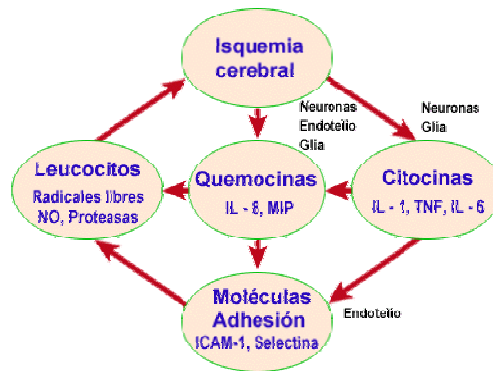 Isquemia
cerebral
Neuronas
Endotelio
Glia
Neuronas
Glia
Leucocitos
Radicales libres
NO, Proteasas
Quemocinas
IL - 8, MIP
Citocinas
IL - 1, TNF, IL - 6
Moléculas
Adhesión
ICAM-1, Selectina
Endotelio